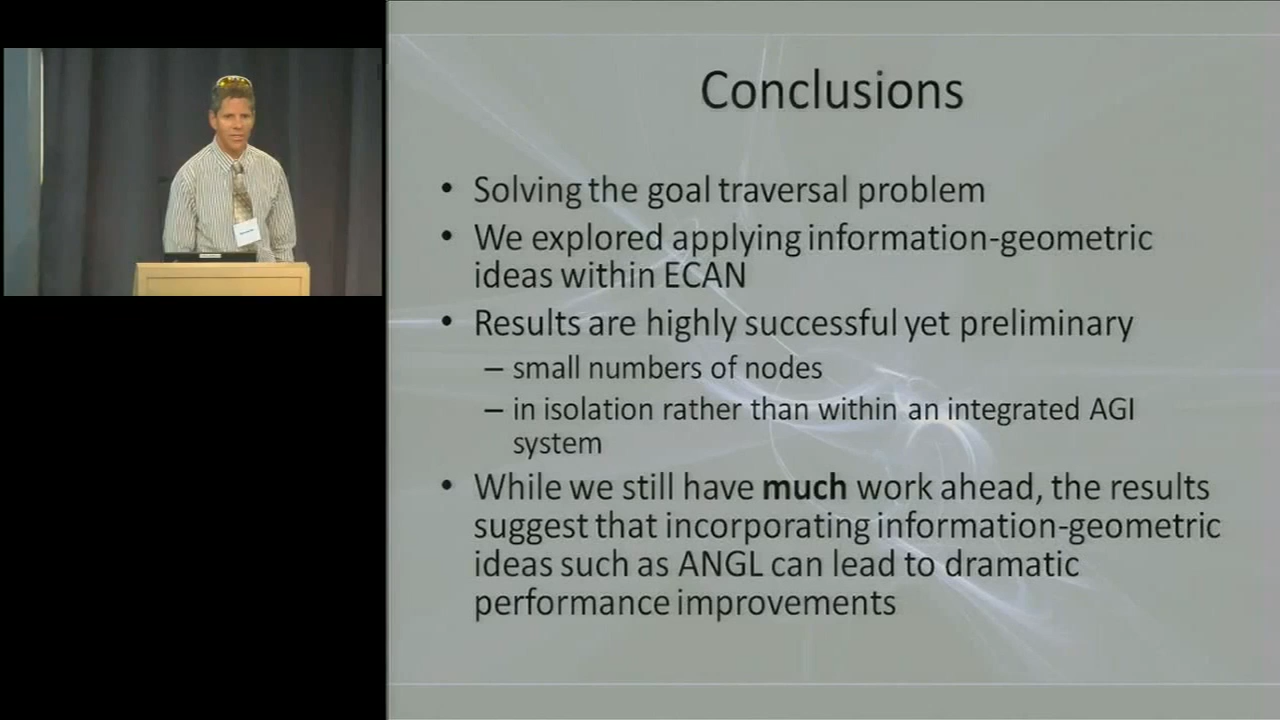 Conclusions
• Solving the goal traversal problem
• We explored applying information-geometric
ideas within ECAN
• Results are highly successful yet preliminary
– small numbers of nodes
– in isolation rather than within an integrated AGI
system
• While we still have much work ahead, the results
suggest that incorporating information-geometric
ideas such as ANGL can lead to dramatic
performance improvements